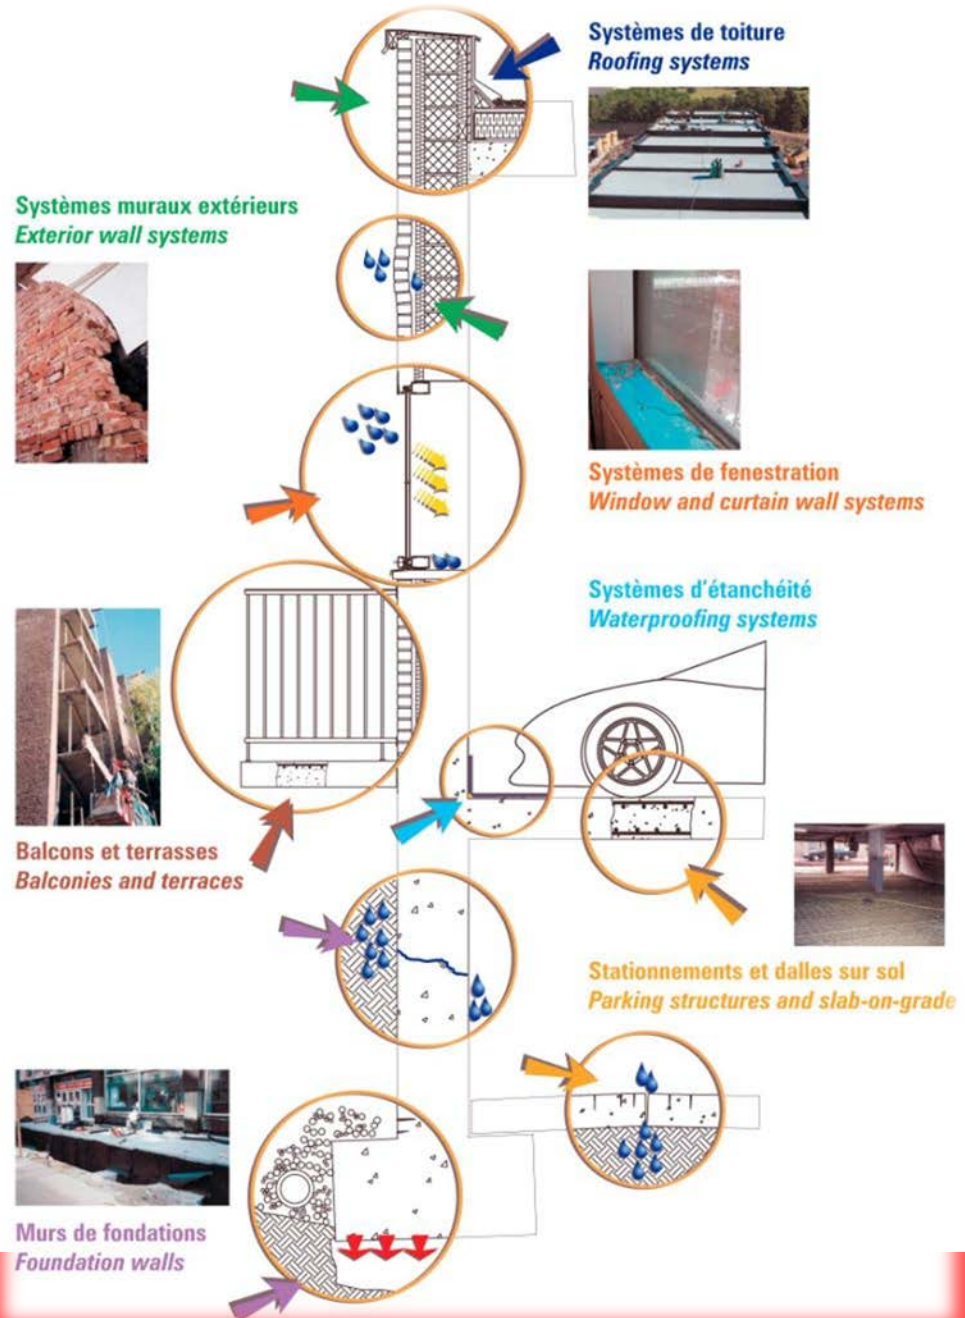 Systèmes de toiture
Roofing systems
Systèmes muraux extérieurs
Exterior wall systems
Systèmes de fenestration
Window and curtain wall systems
Systèmes d'étanchéité
Waterproofing systems
Balcons et terrasses
Balconies and terraces
Stationnements et dalles sur sol
Parking structures and slab-on-grade
Murs de fondations
Foundation walls